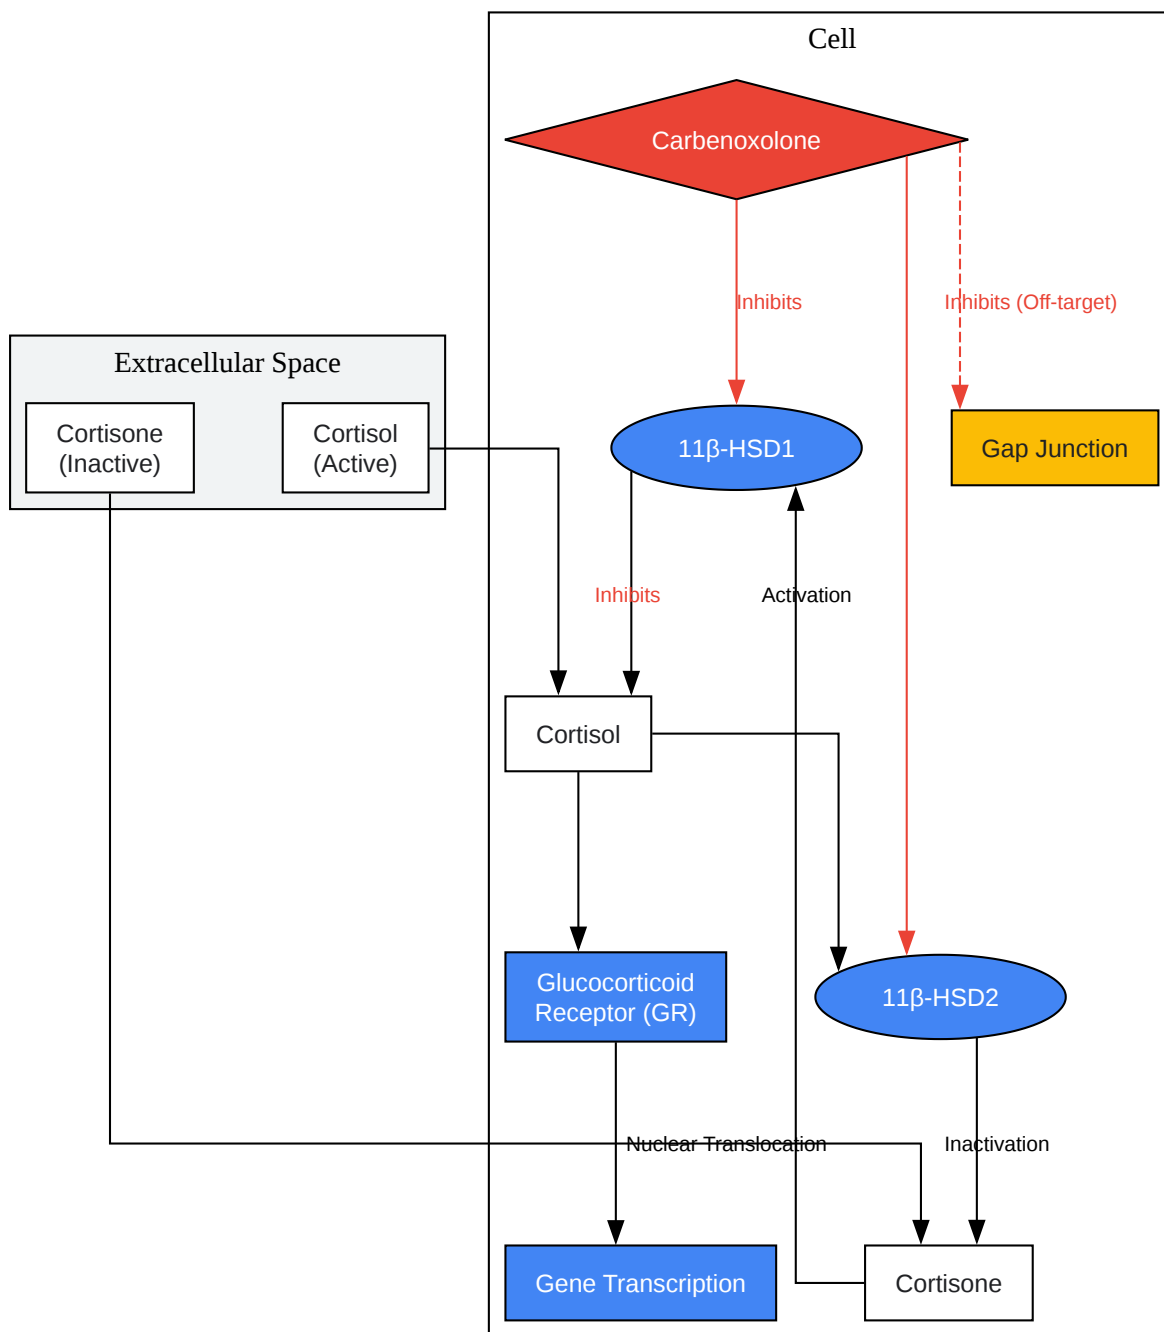 Cell
Carbenoxolone
Inhibits
Inhibits (Off-target)
Extracellular Space
Cortisone
(Inactive)
Cortisol
(Active)
11β-HSD1
Gap Junction
Inhibits
Activation
Cortisol
Glucocorticoid
Receptor (GR)
11β-HSD2
Nuclear Translocation
Inactivation
Gene Transcription
Cortisone